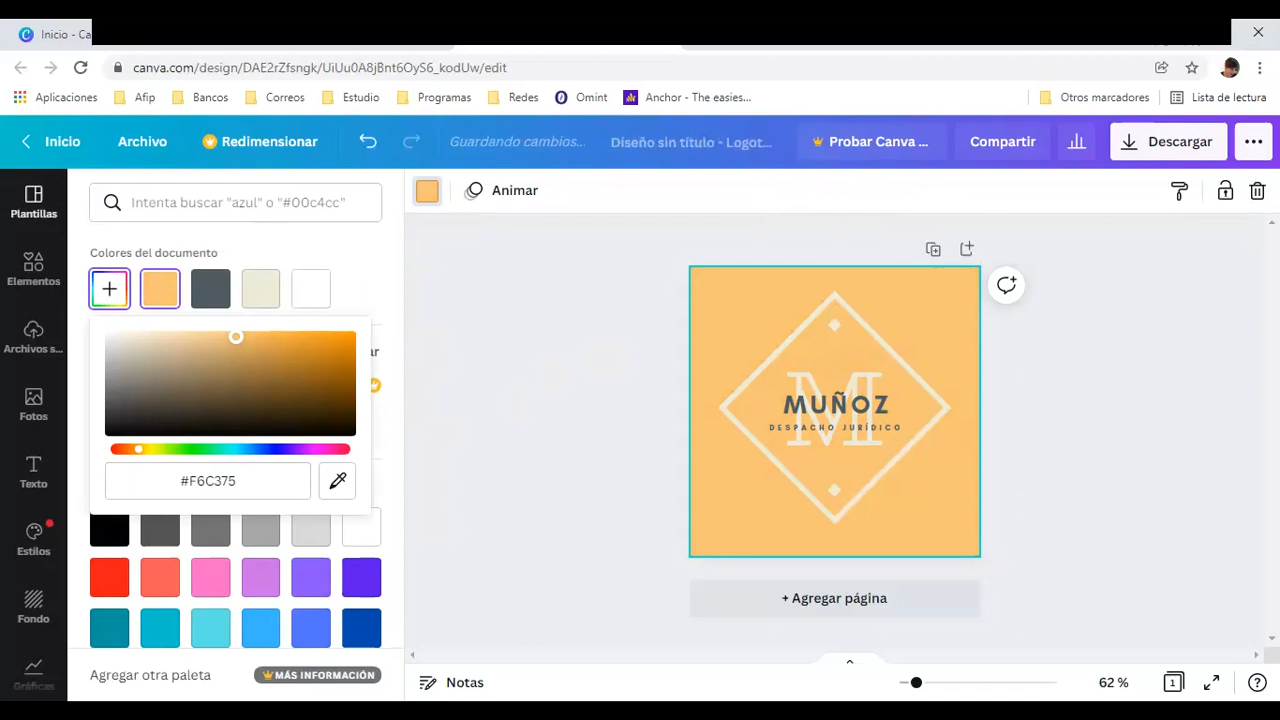 Inicio - Ca
canva.com/design/DAE2rZfsngk/UiUu0A8jBnt6OyS6_kodUw/edit
Aplicaciones Afip Bancos Correos Estudio Programas Redes Omint Anchor - The easies... Otros marcadores Lista de lectura
Inicio Archivo Redimensionar Guardando cambios... Diseño sin título - Logot... Probar Canva ... Compartir Descargar
Plantillas
Elementos
Archivos s...
Fotos
Texto
Estilos
Fondo
Gráficas
Intenta buscar "azul" o "#00c4cc"
Colores del documento
ar
#F6C375
Agregar otra paleta MÁS INFORMACIÓN
Animar
M
MUÑOZ
DESPACHO JURÍDICO
+ Agregar página
Notas 62 % 1